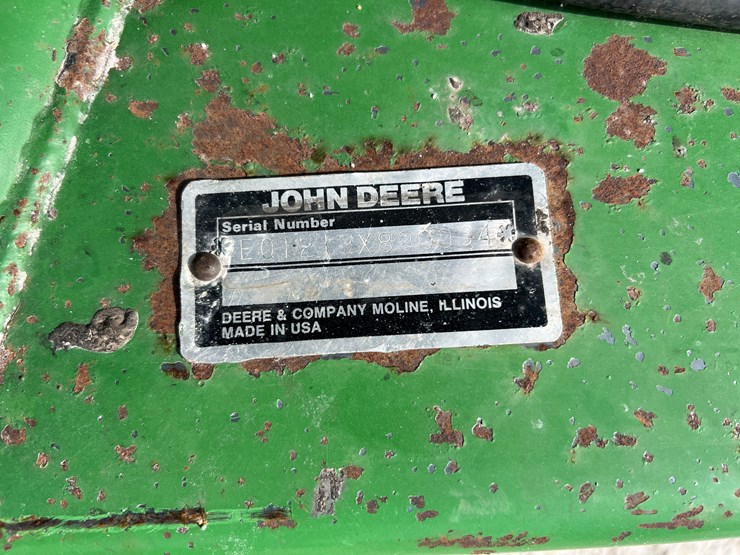 JOHN DEERE
Serial Number
DEERE & COMPANY MOLINE, ILLINOIS
MADE IN USA